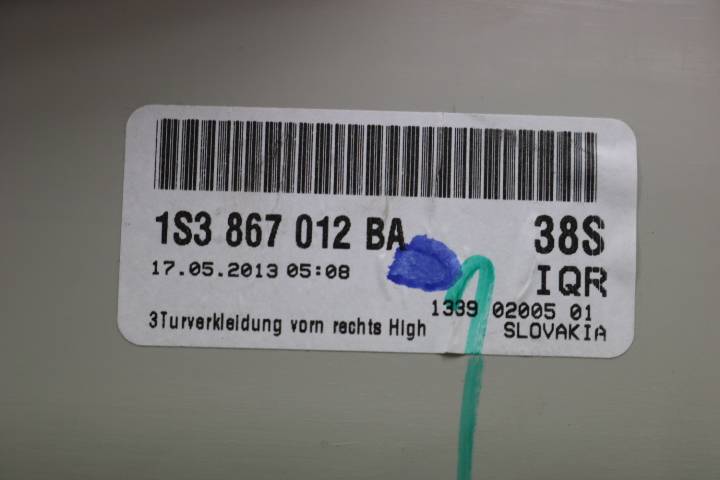 1S3 867 012 BA 38S
17.05.2013 05:08 IQR
1339 02005 01
3Turverkleidung vorn rechts High SLOVAKIA